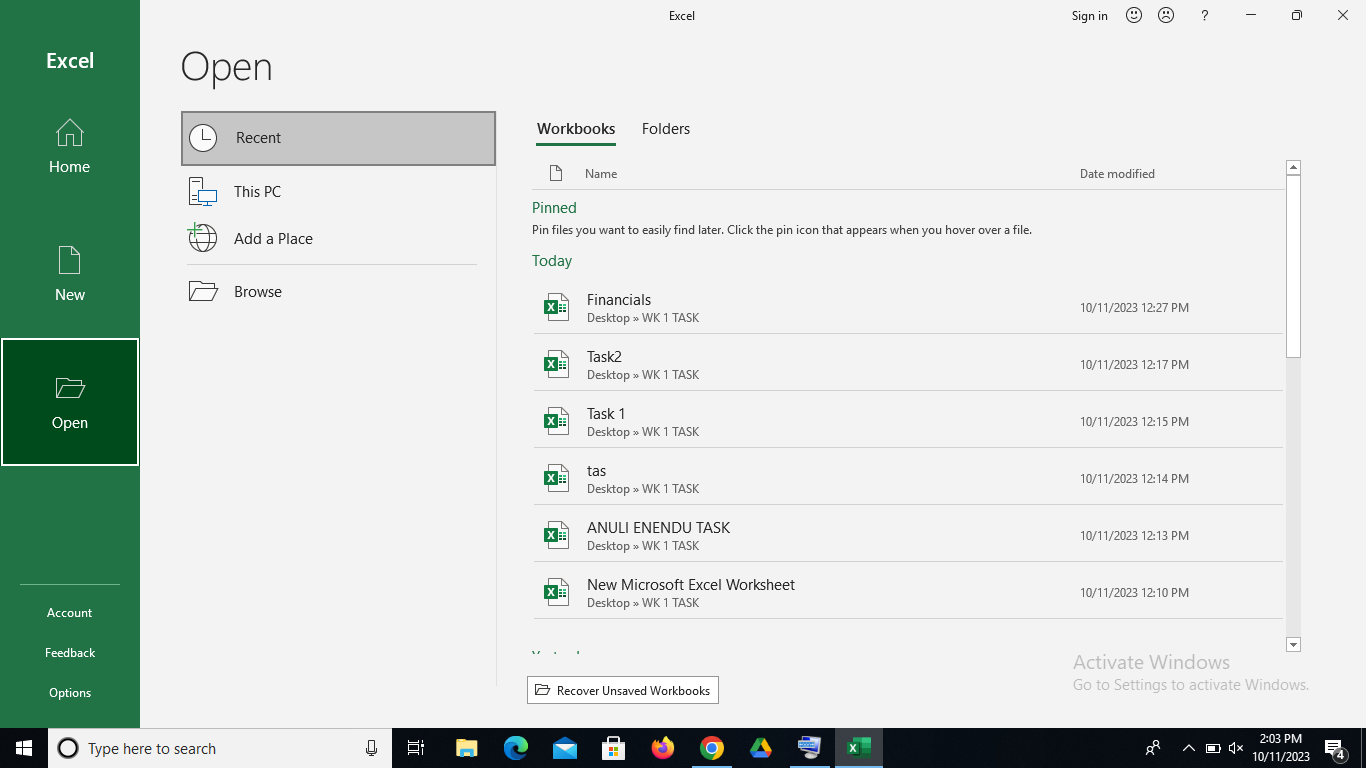 Excel
Sign in
?
Excel
Home
New
Open
Account
Feedback
Options
Open
Recent
This PC
Add a Place
Browse
Workbooks Folders
Name Date modified
Pinned
Pin files you want to easily find later. Click the pin icon that appears when you hover over a file.
Today
Financials
Desktop » WK 1 TASK
10/11/2023 12:27 PM
Task2
Desktop » WK 1 TASK
10/11/2023 12:17 PM
Task 1
Desktop » WK 1 TASK
10/11/2023 12:15 PM
tas
Desktop » WK 1 TASK
10/11/2023 12:14 PM
ANULI ENENDU TASK
Desktop » WK 1 TASK
10/11/2023 12:13 PM
New Microsoft Excel Worksheet
Desktop » WK 1 TASK
10/11/2023 12:10 PM
Recover Unsaved Workbooks
Activate Windows
Go to Settings to activate Windows.
Type here to search
2:03 PM
10/11/2023
4